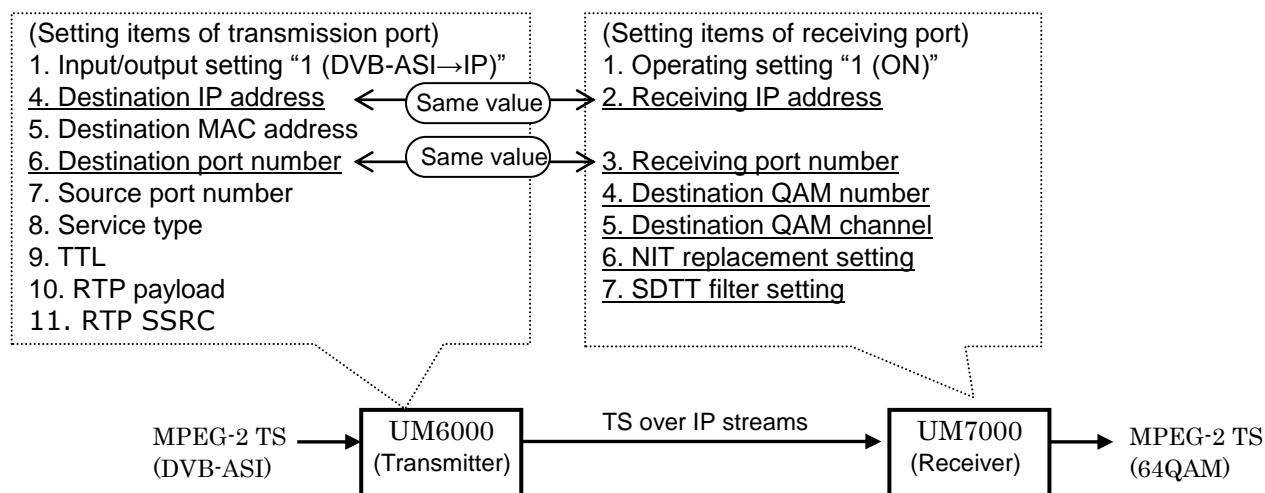 (Setting items of transmission port)
1. Input/output setting “1 (DVB-ASI→IP)”
4. Destination IP address
5. Destination MAC address
6. Destination port number
7. Source port number
8. Service type
9. TTL
10. RTP payload
11. RTP SSRC
Same value
Same value
(Setting items of receiving port)
1. Operating setting “1 (ON)”
2. Receiving IP address
3. Receiving port number
4. Destination QAM number
5. Destination QAM channel
6. NIT replacement setting
7. SDTT filter setting
MPEG-2 TS
(DVB-ASI)
UM6000
(Transmitter)
TS over IP streams
UM7000
(Receiver)
MPEG-2 TS
(64QAM)